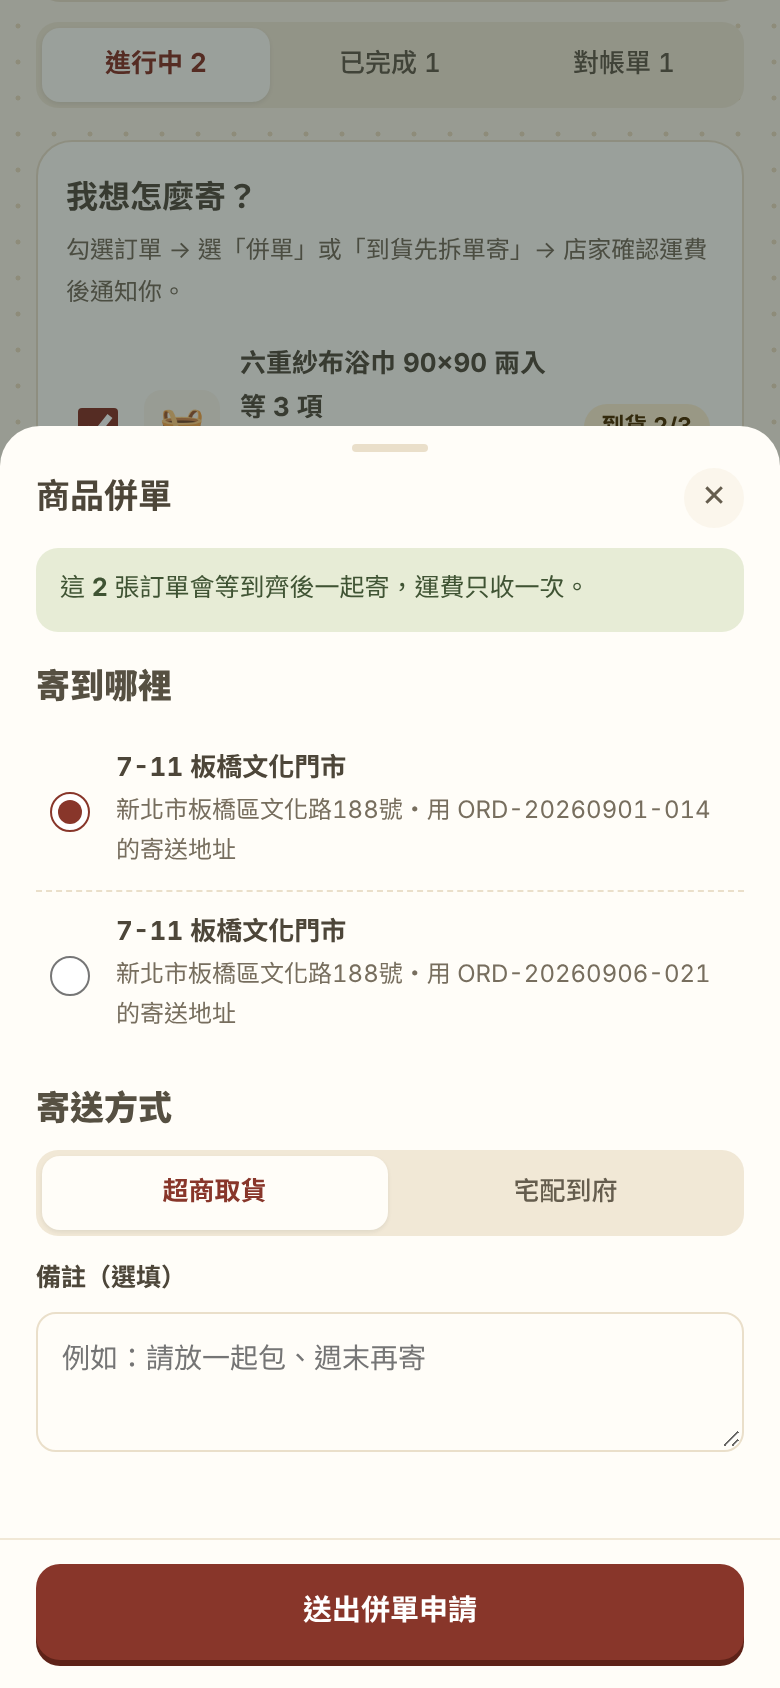 進行中 2
已完成 1
對帳單 1
我想怎麼寄？
勾選訂單 → 選「併單」或「到貨先拆單寄」→ 店家確認運費
後通知你。
六重紗布浴巾 90×90 兩入
等 3 項
到貨 2/3
商品併單
這 2 張訂單會等到齊後一起寄，運費只收一次。
寄到哪裡
7-11 板橋文化門市
新北市板橋區文化路188號・用 ORD-20260901-014
的寄送地址
7-11 板橋文化門市
新北市板橋區文化路188號・用 ORD-20260906-021
的寄送地址
寄送方式
超商取貨
宅配到府
備註（選填）
例如：請放一起包、週末再寄
送出併單申請